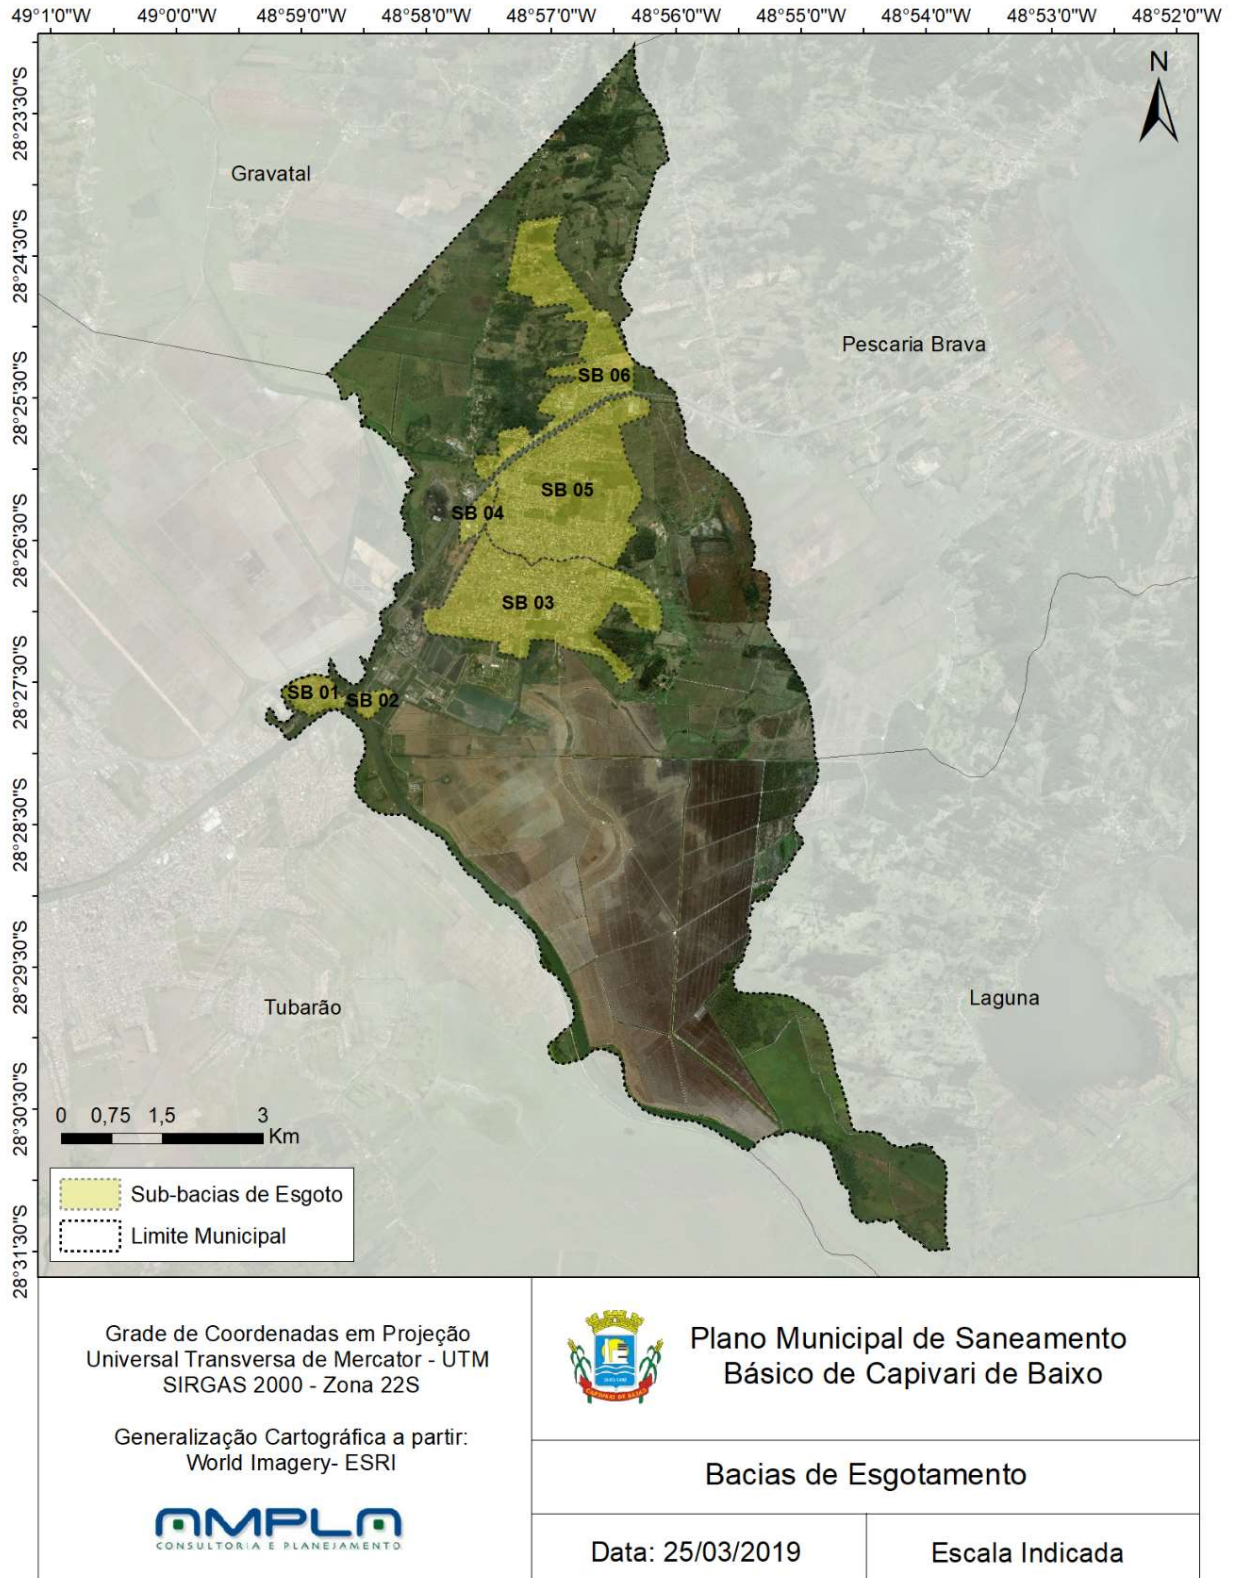 49°1'0"W 49°0'0"W 48°59'0"W 48°58'0"W 48°57'0"W 48°56'0"W 48°55'0"W 48°54'0"W 48°53'0"W 48°52'0"W
28°23'30"S
28°24'30"S
28°25'30"S
28°26'30"S
28°27'30"S
28°28'30"S
28°29'30"S
28°30'30"S
28°31'30"S
N
Gravatal
Pescaria Brava
SB 06
SB 05
SB 04
SB 03
SB 01
SB 02
Tubarão
Laguna
0 0,75 1,5 3
Km
Sub-bacias de Esgoto
Limite Municipal
Grade de Coordenadas em Projeção
Universal Transversa de Mercator - UTM
SIRGAS 2000 - Zona 22S
Generalização Cartográfica a partir:
World Imagery- ESRI
AMPLA
CONSULTORIA E PLANEJAMENTO
CAPIVARI DE BAIXO
Plano Municipal de Saneamento
Básico de Capivari de Baixo
Bacias de Esgotamento
Data: 25/03/2019
Escala Indicada